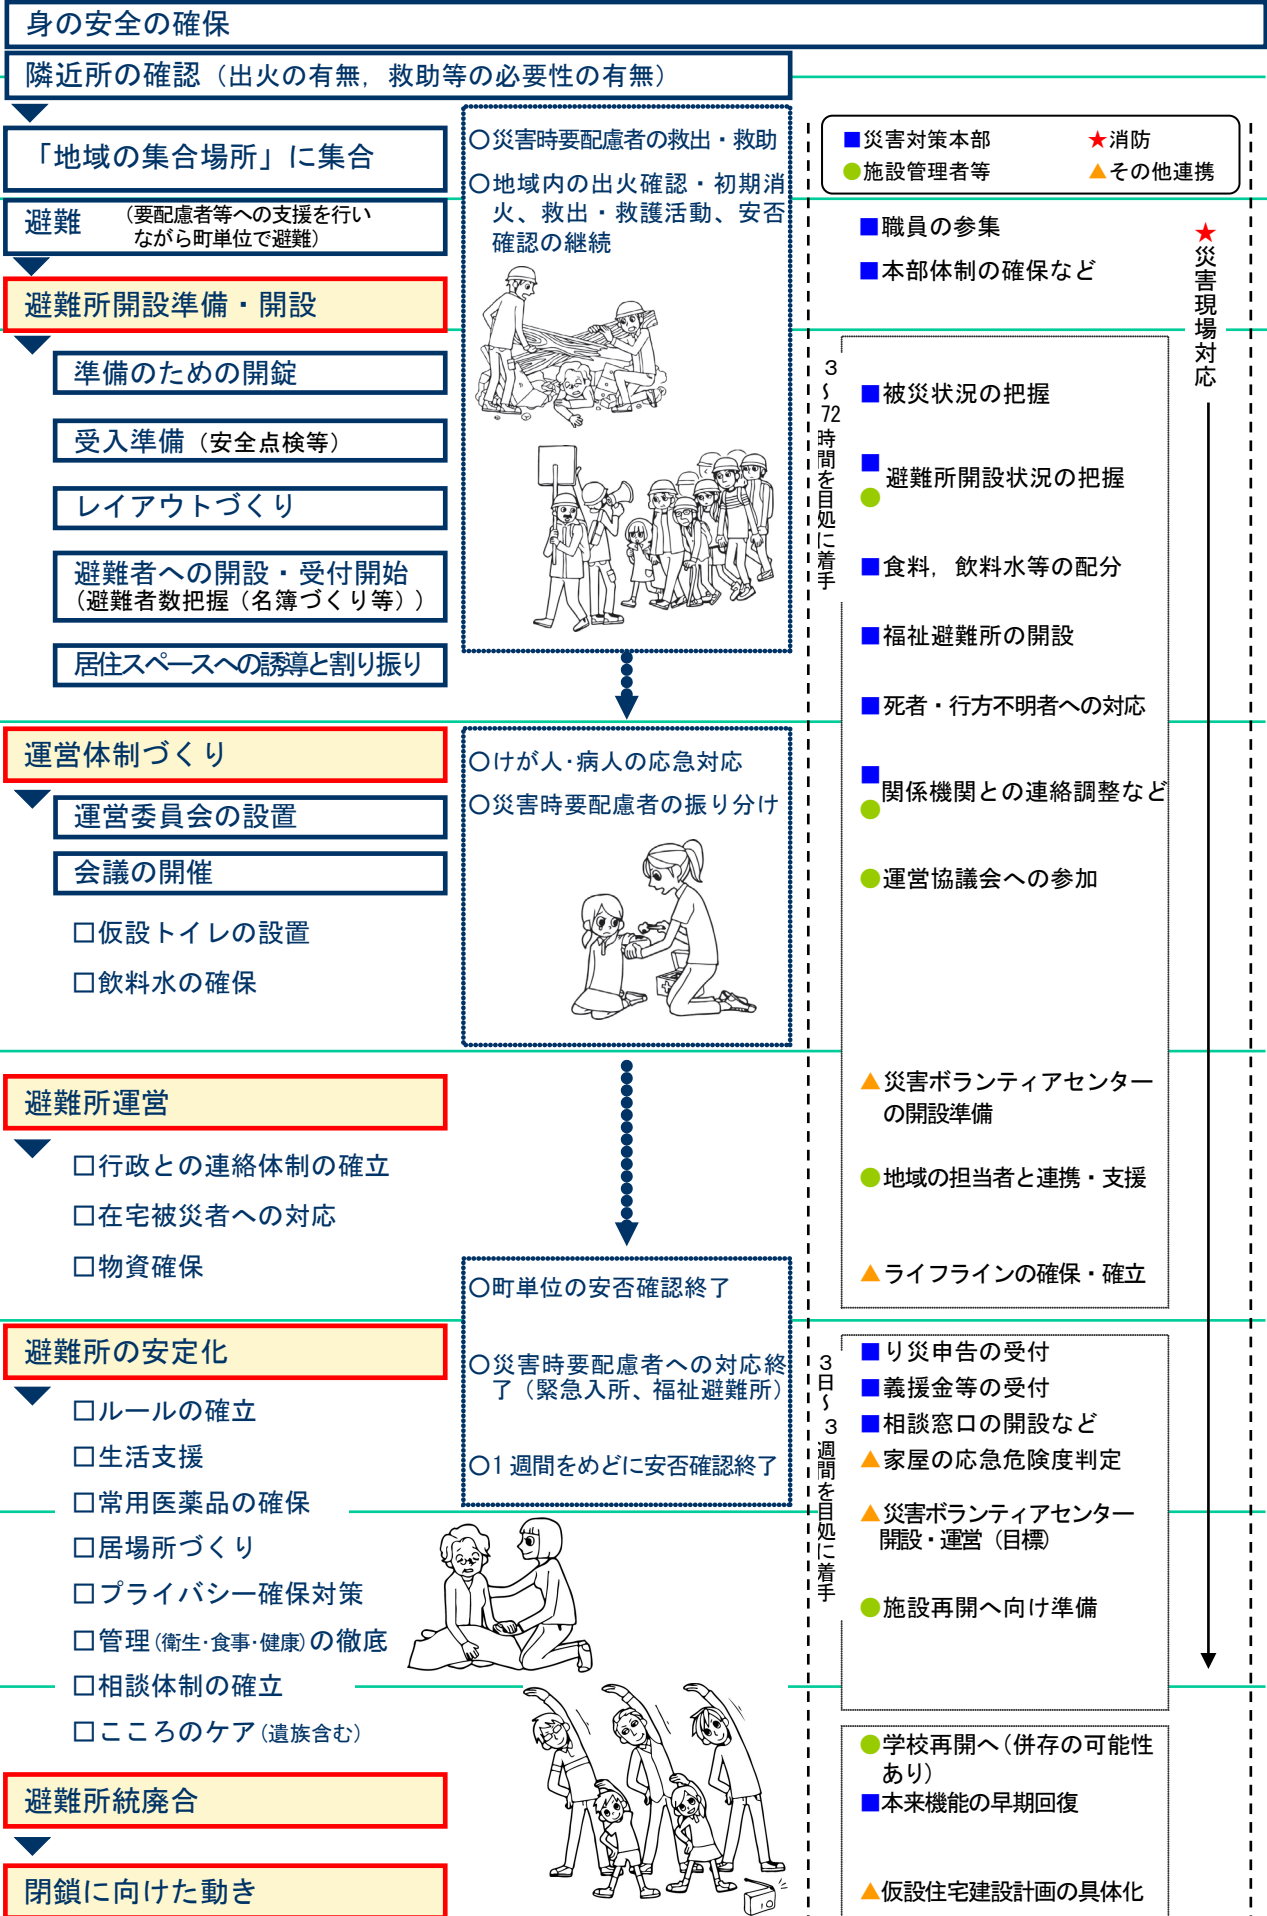 身の安全の確保
隣近所の確認（出火の有無，救助等の必要性の有無）
「地域の集合場所」に集合
避難 （要配慮者等への支援を行い
ながら町単位で避難）
避難所開設準備・開設
準備のための開錠
受入準備（安全点検等）
レイアウトづくり
避難者への開設・受付開始
（避難者数把握（名簿づくり等））
居住スペースへの誘導と割り振り
運営体制づくり
運営委員会の設置
会議の開催
□仮設トイレの設置
□飲料水の確保
避難所運営
□行政との連絡体制の確立
□在宅被災者への対応
□物資確保
避難所の安定化
□ルールの確立
□生活支援
□常用医薬品の確保
□居場所づくり
□プライバシー確保対策
□管理（衛生・食事・健康）の徹底
□相談体制の確立
□こころのケア（遺族含む）
避難所統廃合
閉鎖に向けた動き
○災害時要配慮者の救出・救助
○地域内の出火確認・初期消
火、救出・救護活動、安否
確認の継続
○けが人・病人の応急対応
○災害時要配慮者の振り分け
○町単位の安否確認終了
○災害時要配慮者への対応終
了（緊急入所、福祉避難所）
○1週間をめどに安否確認終了
■災害対策本部 ★消防
●施設管理者等 ▲その他連携
■職員の参集
■本部体制の確保など
★災害現場対応
3～72時間を目処に着手
■被災状況の把握
■●避難所開設状況の把握
■食料，飲料水等の配分
■福祉避難所の開設
■死者・行方不明者への対応
■●関係機関との連絡調整など
●運営協議会への参加
▲災害ボランティアセンター
の開設準備
●地域の担当者と連携・支援
▲ライフラインの確保・確立
3日～3週間を目処に着手
■り災申告の受付
■義援金等の受付
■相談窓口の開設など
▲家屋の応急危険度判定
▲災害ボランティアセンター
開設・運営（目標）
●施設再開へ向け準備
●学校再開へ（併存の可能性
あり）
■本来機能の早期回復
▲仮設住宅建設計画の具体化